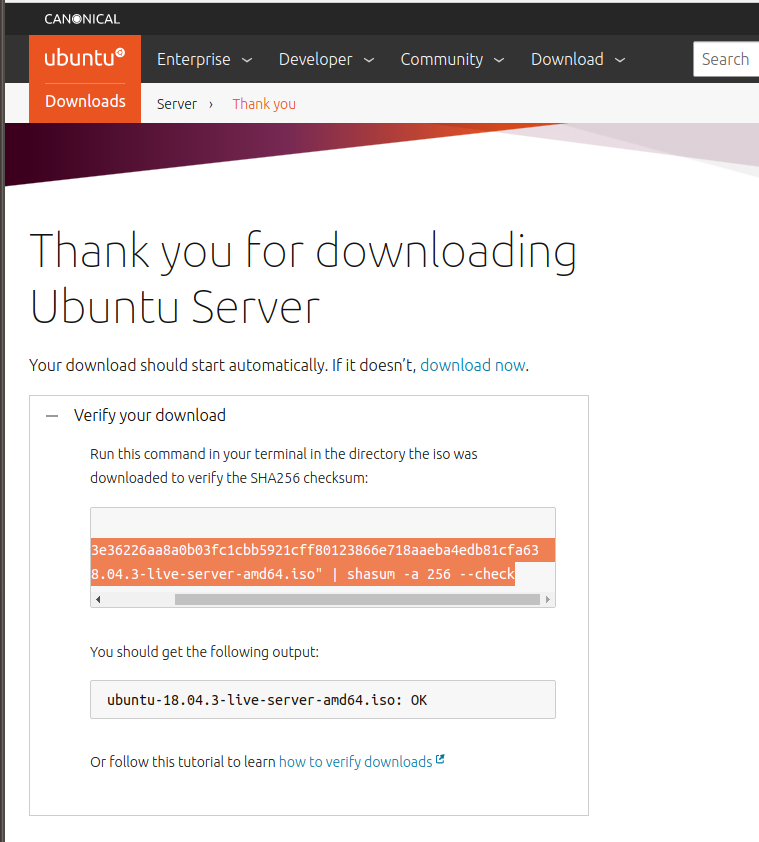 CANONICAL
ubuntu Enterprise Developer Community Download Search
Downloads Server › Thank you
Thank you for downloading
Ubuntu Server
Your download should start automatically. If it doesn’t, download now.
Verify your download
Run this command in your terminal in the directory the iso was
downloaded to verify the SHA256 checksum:
3e36226aa8a0b03fc1cbb5921cff80123866e718aaeba4edb81cfa63
8.04.3-live-server-amd64.iso" | shasum -a 256 --check
You should get the following output:
ubuntu-18.04.3-live-server-amd64.iso: OK
Or follow this tutorial to learn how to verify downloads